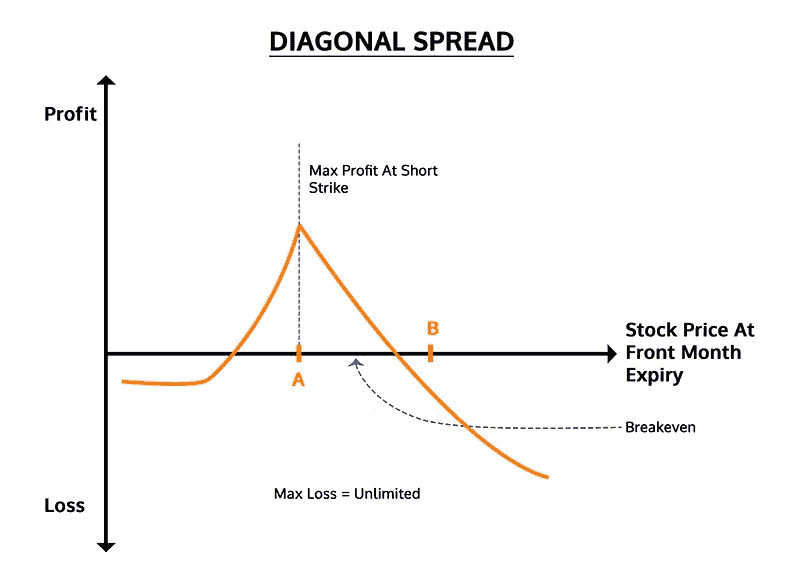 DIAGONAL SPREAD
Profit
Max Profit At Short
Strike
B
Stock Price At
Front Month
Expiry
A
Breakeven
Max Loss = Unlimited
Loss